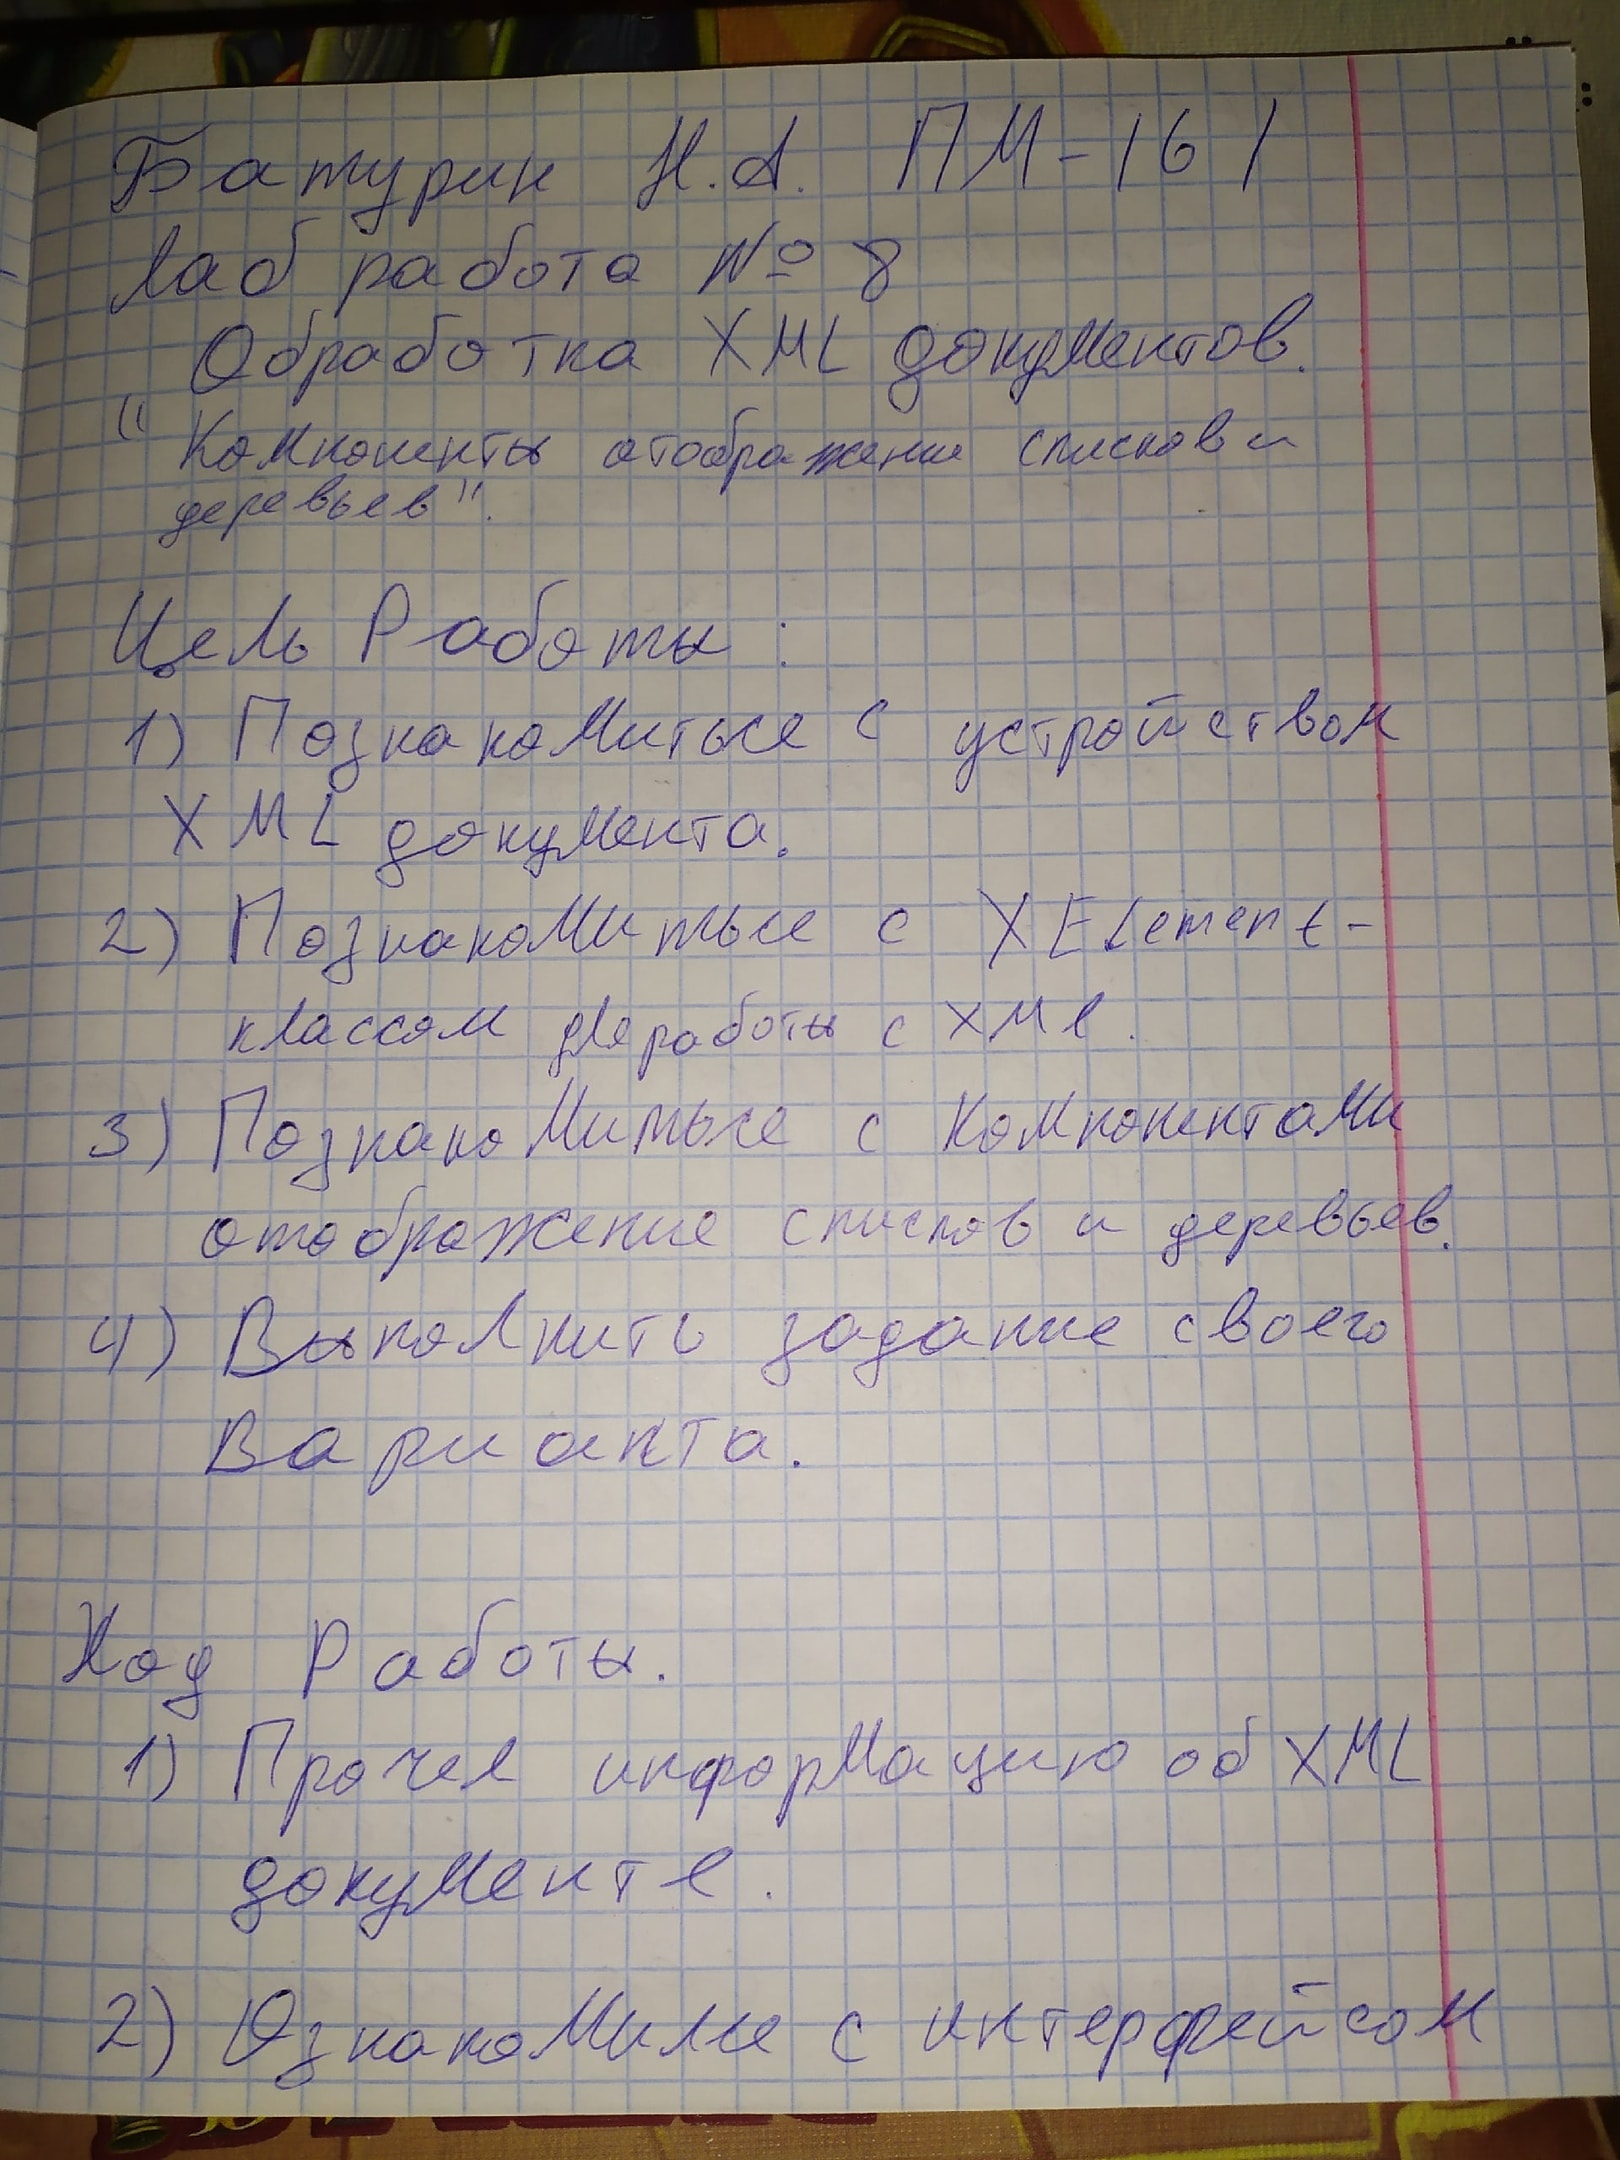 Батурин Н.А. ПМ-161
Лаб работа № 8
Обработка XML документов.
"Компоненты отображение списков и
деревьев".
Цель Работы:
1) Познакомиться с устройством
XML документа.
2) Познакомиться с XElement-
классом для работы с XMl.
3) Познакомиться с компонентами
отображение списков и деревьев.
4) Выполнить задание своего
Варианта.
Ход Работы.
1) Прочел информацию об XML
документе.
2) Ознакомился с интерфейсом